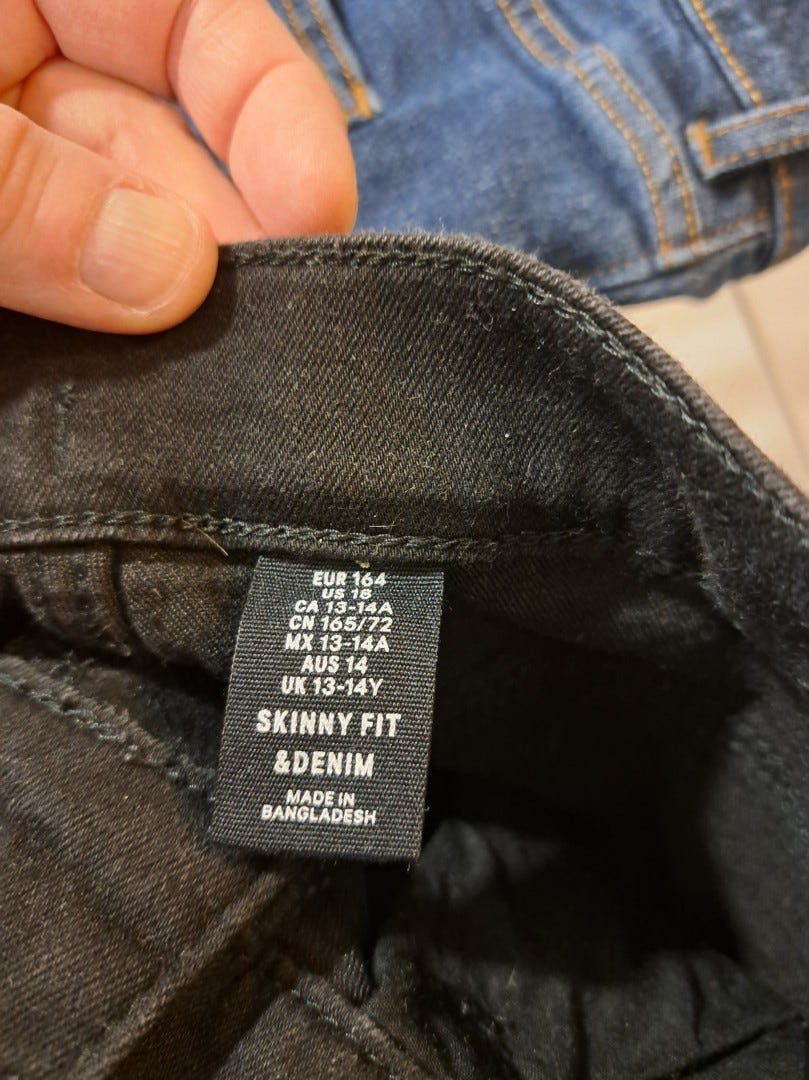 EUR 164
US 18
CA 13-14A
CN 165/72
MX 13-14A
AUS 14
UK 13-14Y
SKINNY FIT
&DENIM
MADE IN
BANGLADESH